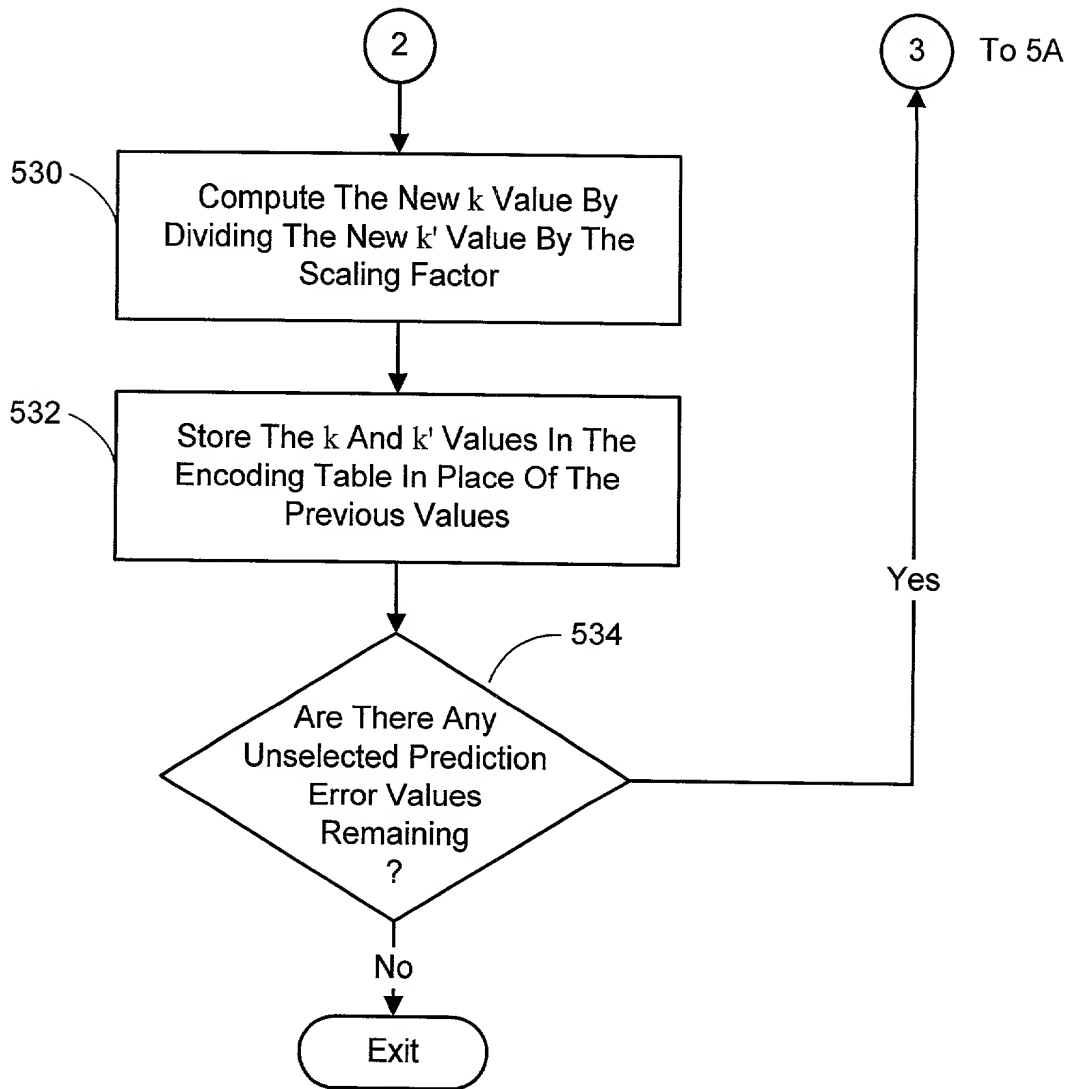 2
3 To 5A
530
Compute The New k Value By
Dividing The New k' Value By The
Scaling Factor
532
Store The k And k' Values In The
Encoding Table In Place Of The
Previous Values
Yes
534
Are There Any
Unselected Prediction
Error Values
Remaining
?
No
Exit